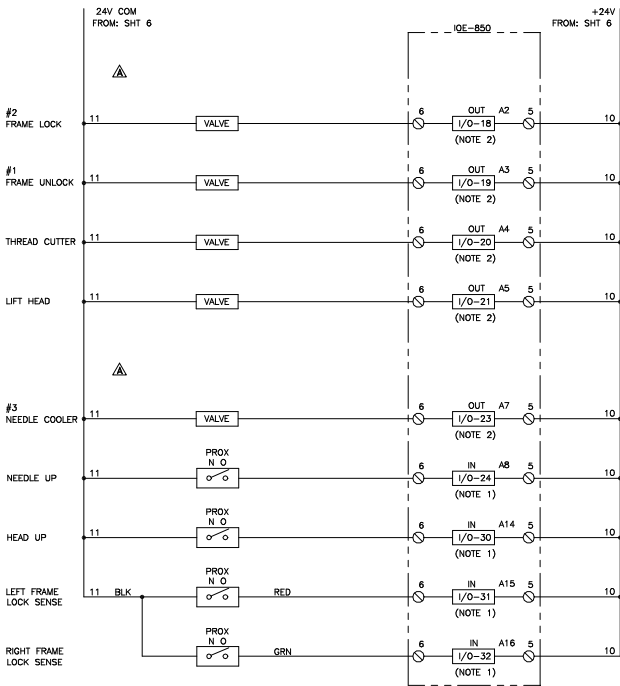 24V COM
FROM: SHT 6
IOE-850
+24V
FROM: SHT 6
A
#2
FRAME LOCK
11
VALVE
6
OUT
A2
I/O-18
5
10
(NOTE 2)
#1
FRAME UNLOCK
11
VALVE
6
OUT
A3
I/O-19
5
10
(NOTE 2)
THREAD CUTTER
11
VALVE
6
OUT
A4
I/O-20
5
10
(NOTE 2)
LIFT HEAD
11
VALVE
6
OUT
A5
I/O-21
5
10
(NOTE 2)
A
#3
NEEDLE COOLER
11
VALVE
6
OUT
A7
I/O-23
5
10
(NOTE 2)
NEEDLE UP
11
PROX
N O
6
IN
A8
I/O-24
5
10
(NOTE 1)
HEAD UP
11
PROX
N O
6
IN
A14
I/O-30
5
10
(NOTE 1)
LEFT FRAME
LOCK SENSE
11
BLK
PROX
N O
RED
6
IN
A15
I/O-31
5
10
(NOTE 1)
RIGHT FRAME
LOCK SENSE
PROX
N O
GRN
6
IN
A16
I/O-32
5
10
(NOTE 1)